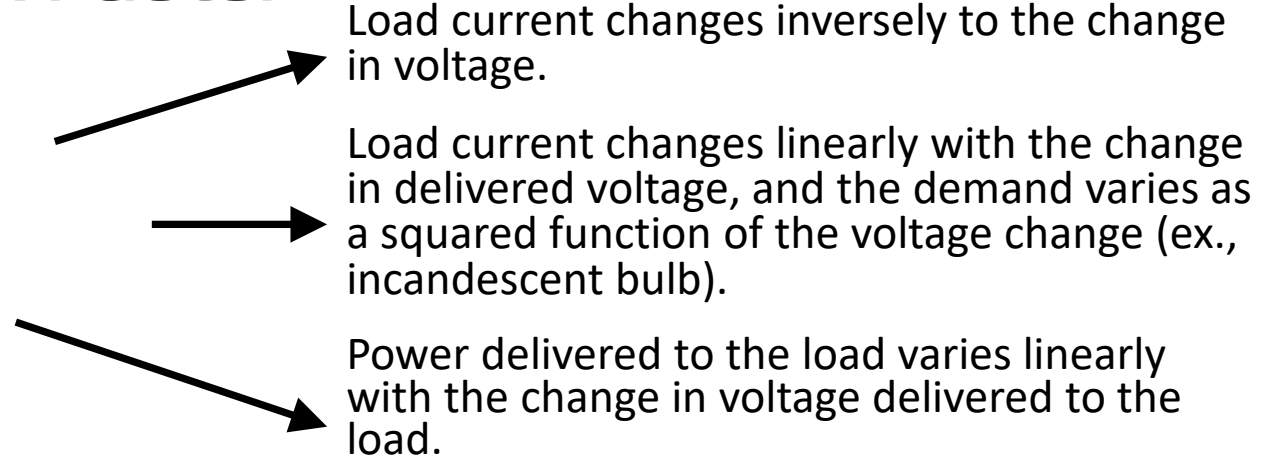 Load current changes inversely to the change
in voltage.
Load current changes linearly with the change
in delivered voltage, and the demand varies as
a squared function of the voltage change (ex.,
incandescent bulb).
Power delivered to the load varies linearly
with the change in voltage delivered to the
load.